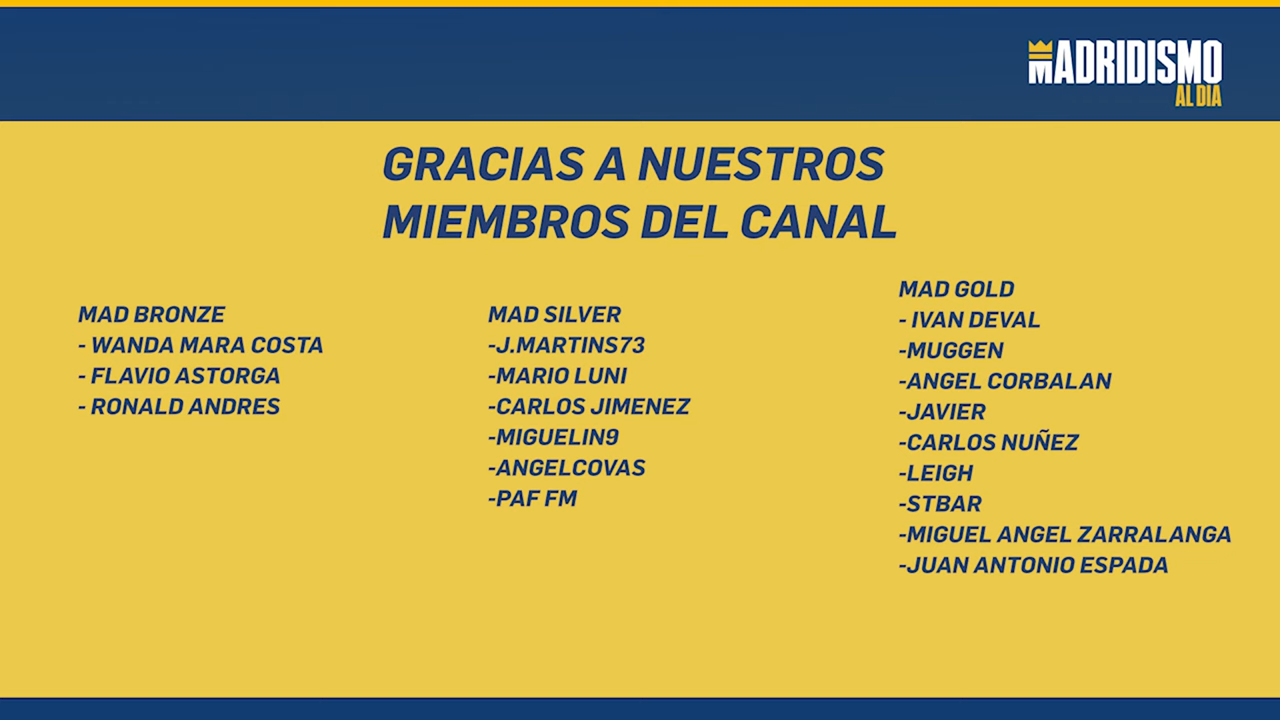 MADRIDISMO
AL DIA
GRACIAS A NUESTROS
MIEMBROS DEL CANAL
MAD BRONZE
- WANDA MARA COSTA
- FLAVIO ASTORGA
- RONALD ANDRES
MAD SILVER
-J.MARTINS73
-MARIO LUNI
-CARLOS JIMENEZ
-MIGUELIN9
-ANGELCOVAS
-PAF FM
MAD GOLD
- IVAN DEVAL
-MUGGEN
-ANGEL CORBALAN
-JAVIER
-CARLOS NUÑEZ
-LEIGH
-STBAR
-MIGUEL ANGEL ZARRALANGA
-JUAN ANTONIO ESPADA